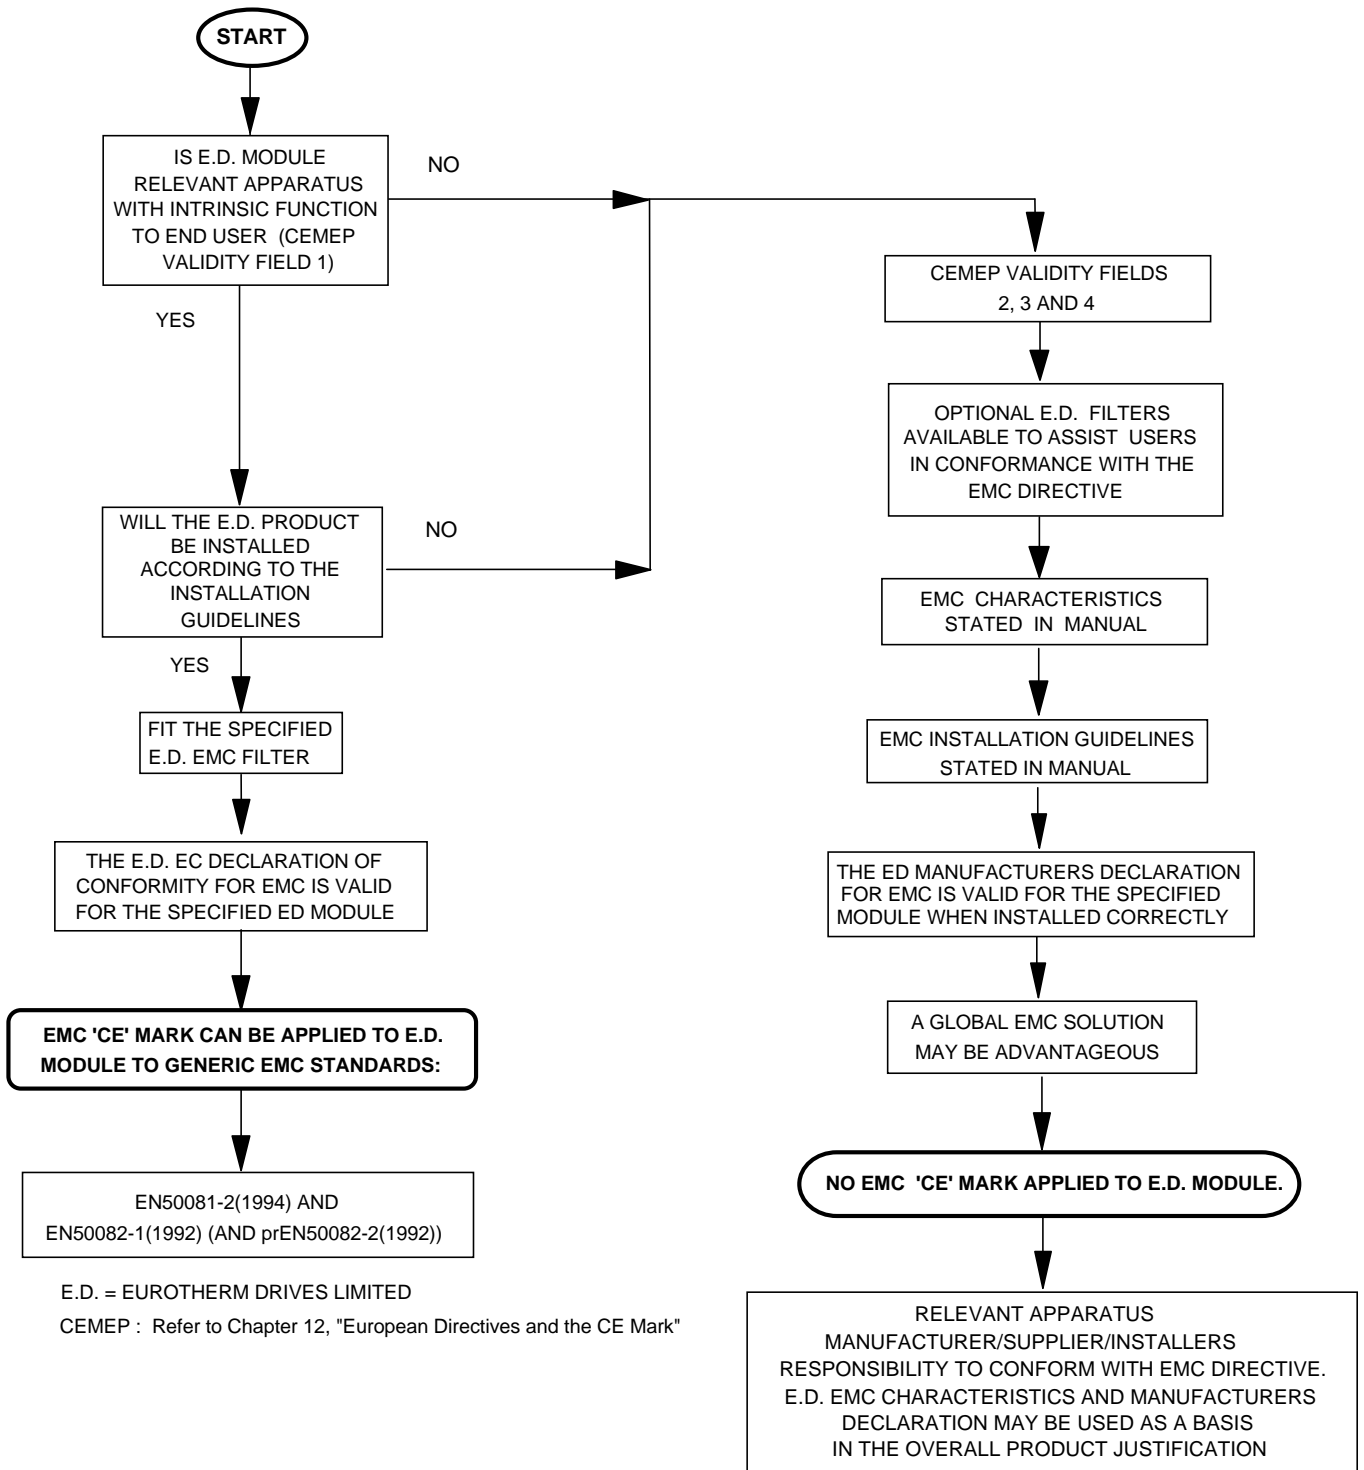 START
IS E.D. MODULE
RELEVANT APPARATUS
WITH INTRINSIC FUNCTION
TO END USER (CEMEP
VALIDITY FIELD 1)
NO
YES
WILL THE E.D. PRODUCT
BE INSTALLED
ACCORDING TO THE
INSTALLATION
GUIDELINES
NO
YES
FIT THE SPECIFIED
E.D. EMC FILTER
THE E.D. EC DECLARATION OF
CONFORMITY FOR EMC IS VALID
FOR THE SPECIFIED ED MODULE
EMC 'CE' MARK CAN BE APPLIED TO E.D.
MODULE TO GENERIC EMC STANDARDS:
EN50081-2(1994) AND
EN50082-1(1992) (AND prEN50082-2(1992))
E.D. = EUROTHERM DRIVES LIMITED
CEMEP : Refer to Chapter 12, "European Directives and the CE Mark"
CEMEP VALIDITY FIELDS
2, 3 AND 4
OPTIONAL E.D. FILTERS
AVAILABLE TO ASSIST USERS
IN CONFORMANCE WITH THE
EMC DIRECTIVE
EMC CHARACTERISTICS
STATED IN MANUAL
EMC INSTALLATION GUIDELINES
STATED IN MANUAL
THE ED MANUFACTURERS DECLARATION
FOR EMC IS VALID FOR THE SPECIFIED
MODULE WHEN INSTALLED CORRECTLY
A GLOBAL EMC SOLUTION
MAY BE ADVANTAGEOUS
NO EMC 'CE' MARK APPLIED TO E.D. MODULE.
RELEVANT APPARATUS
MANUFACTURER/SUPPLIER/INSTALLERS
RESPONSIBILITY TO CONFORM WITH EMC DIRECTIVE.
E.D. EMC CHARACTERISTICS AND MANUFACTURERS
DECLARATION MAY BE USED AS A BASIS
IN THE OVERALL PRODUCT JUSTIFICATION